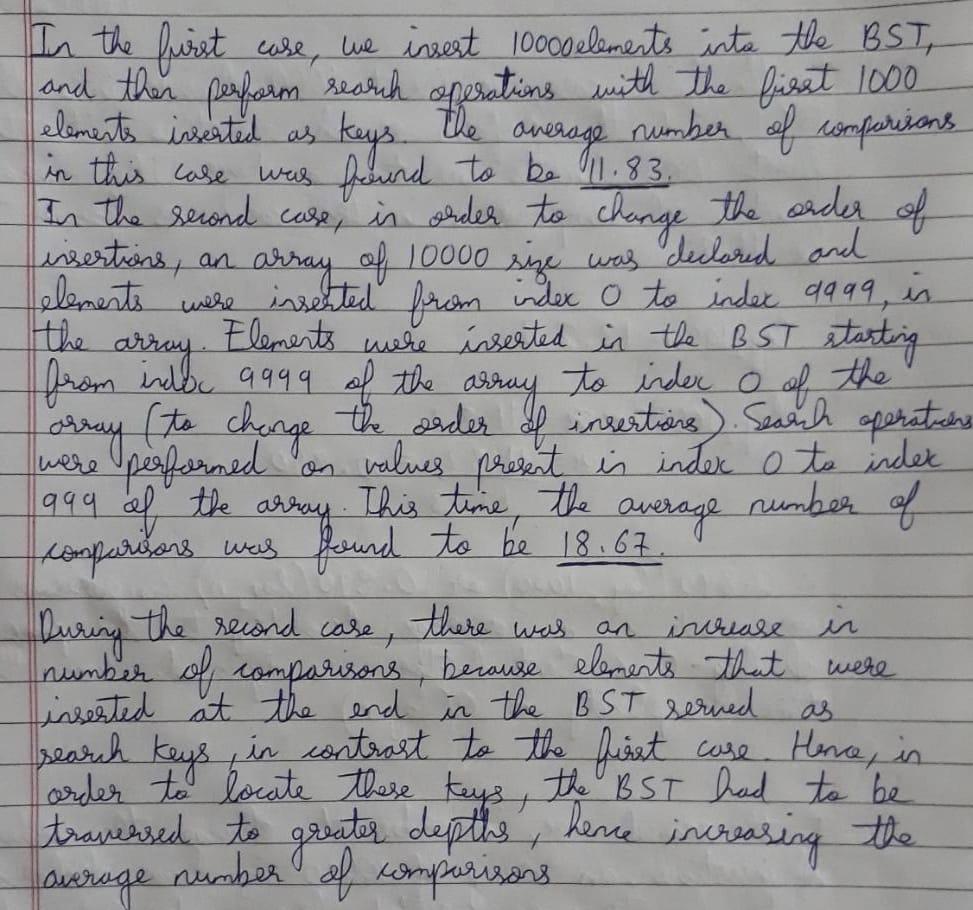 In the first case, we insert 10000 elements into the BST,
and then perform search operations with the first 1000
elements inserted as keys. The average number of comparisons
in this case was found to be 11.83.
In the second case, in order to change the order of
insertions, an array of 10000 size was declared and
elements were inserted from index 0 to index 9999, in
the array. Elements were inserted in the BST starting
from index 9999 of the array to index 0 of the
array (to change the order of insertions). Search operations
were performed on values present in index 0 to index
999 of the array. This time, the average number of
comparisons was found to be 18.67.
During the second case, there was an increase in
number of comparisons, because elements that were
inserted at the end in the BST served as
search keys, in contrast to the first case. Hence, in
order to locate these keys, the BST had to be
traversed to greater depths, hence increasing the
average number of comparisons